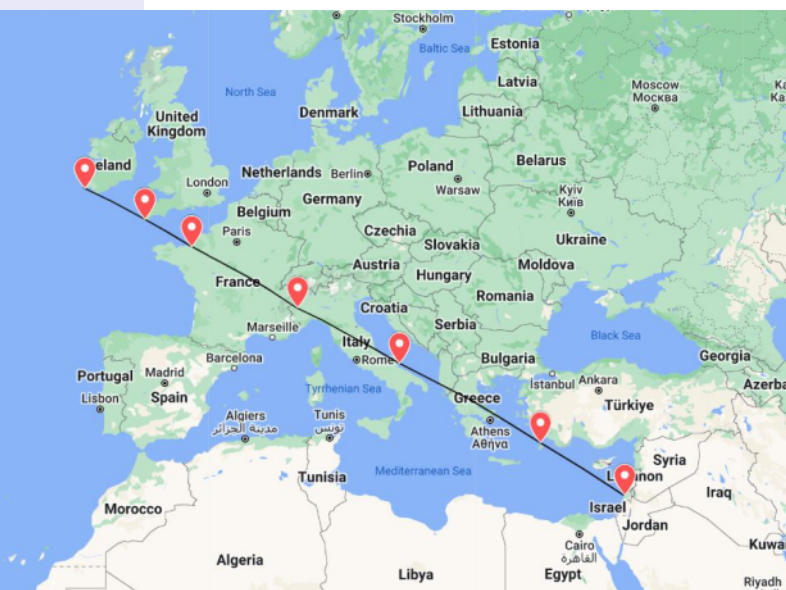 Stockholm
Baltic Sea
Estonia
North Sea
Latvia
Moscow
Москва
Denmark
Lithuania
United
Kingdom
eland
Netherlands
Berlin
Poland
Belarus
London
Warsaw
Germany
Kyiv
Київ
Belgium
Paris
Czechia
Ukraine
Slovakia
Austria
Moldova
France
Hungary
Romania
Croatia
Marseille
Serbia
Black Sea
Italy
Rome
Bulgaria
Georgia
Barcelona
Portugal
Madrid
İstanbul
Ankara
Azerba
Spain
Tyrrhenian Sea
Greece
Lisbon
Türkiye
Algiers
مدينة الجزائر
Tunis
تونس
Athens
Αθήνα
Syria
Mediterranean Sea
Tunisia
Iraq
Israel
Morocco
Jordan
Cairo
القاهرة
Kuwa
Algeria
Libya
Egypt
Riyadh